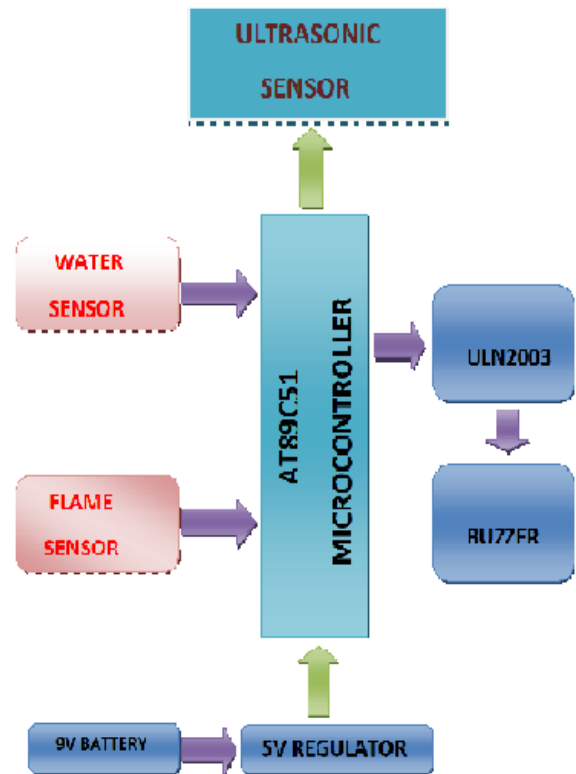 ULTRASONIC
SENSOR
WATER
SENSOR
FLAME
SENSOR
AT89C51
MICROCONTROLLER
ULN2003
BUZZER
9V BATTERY
5V REGULATOR